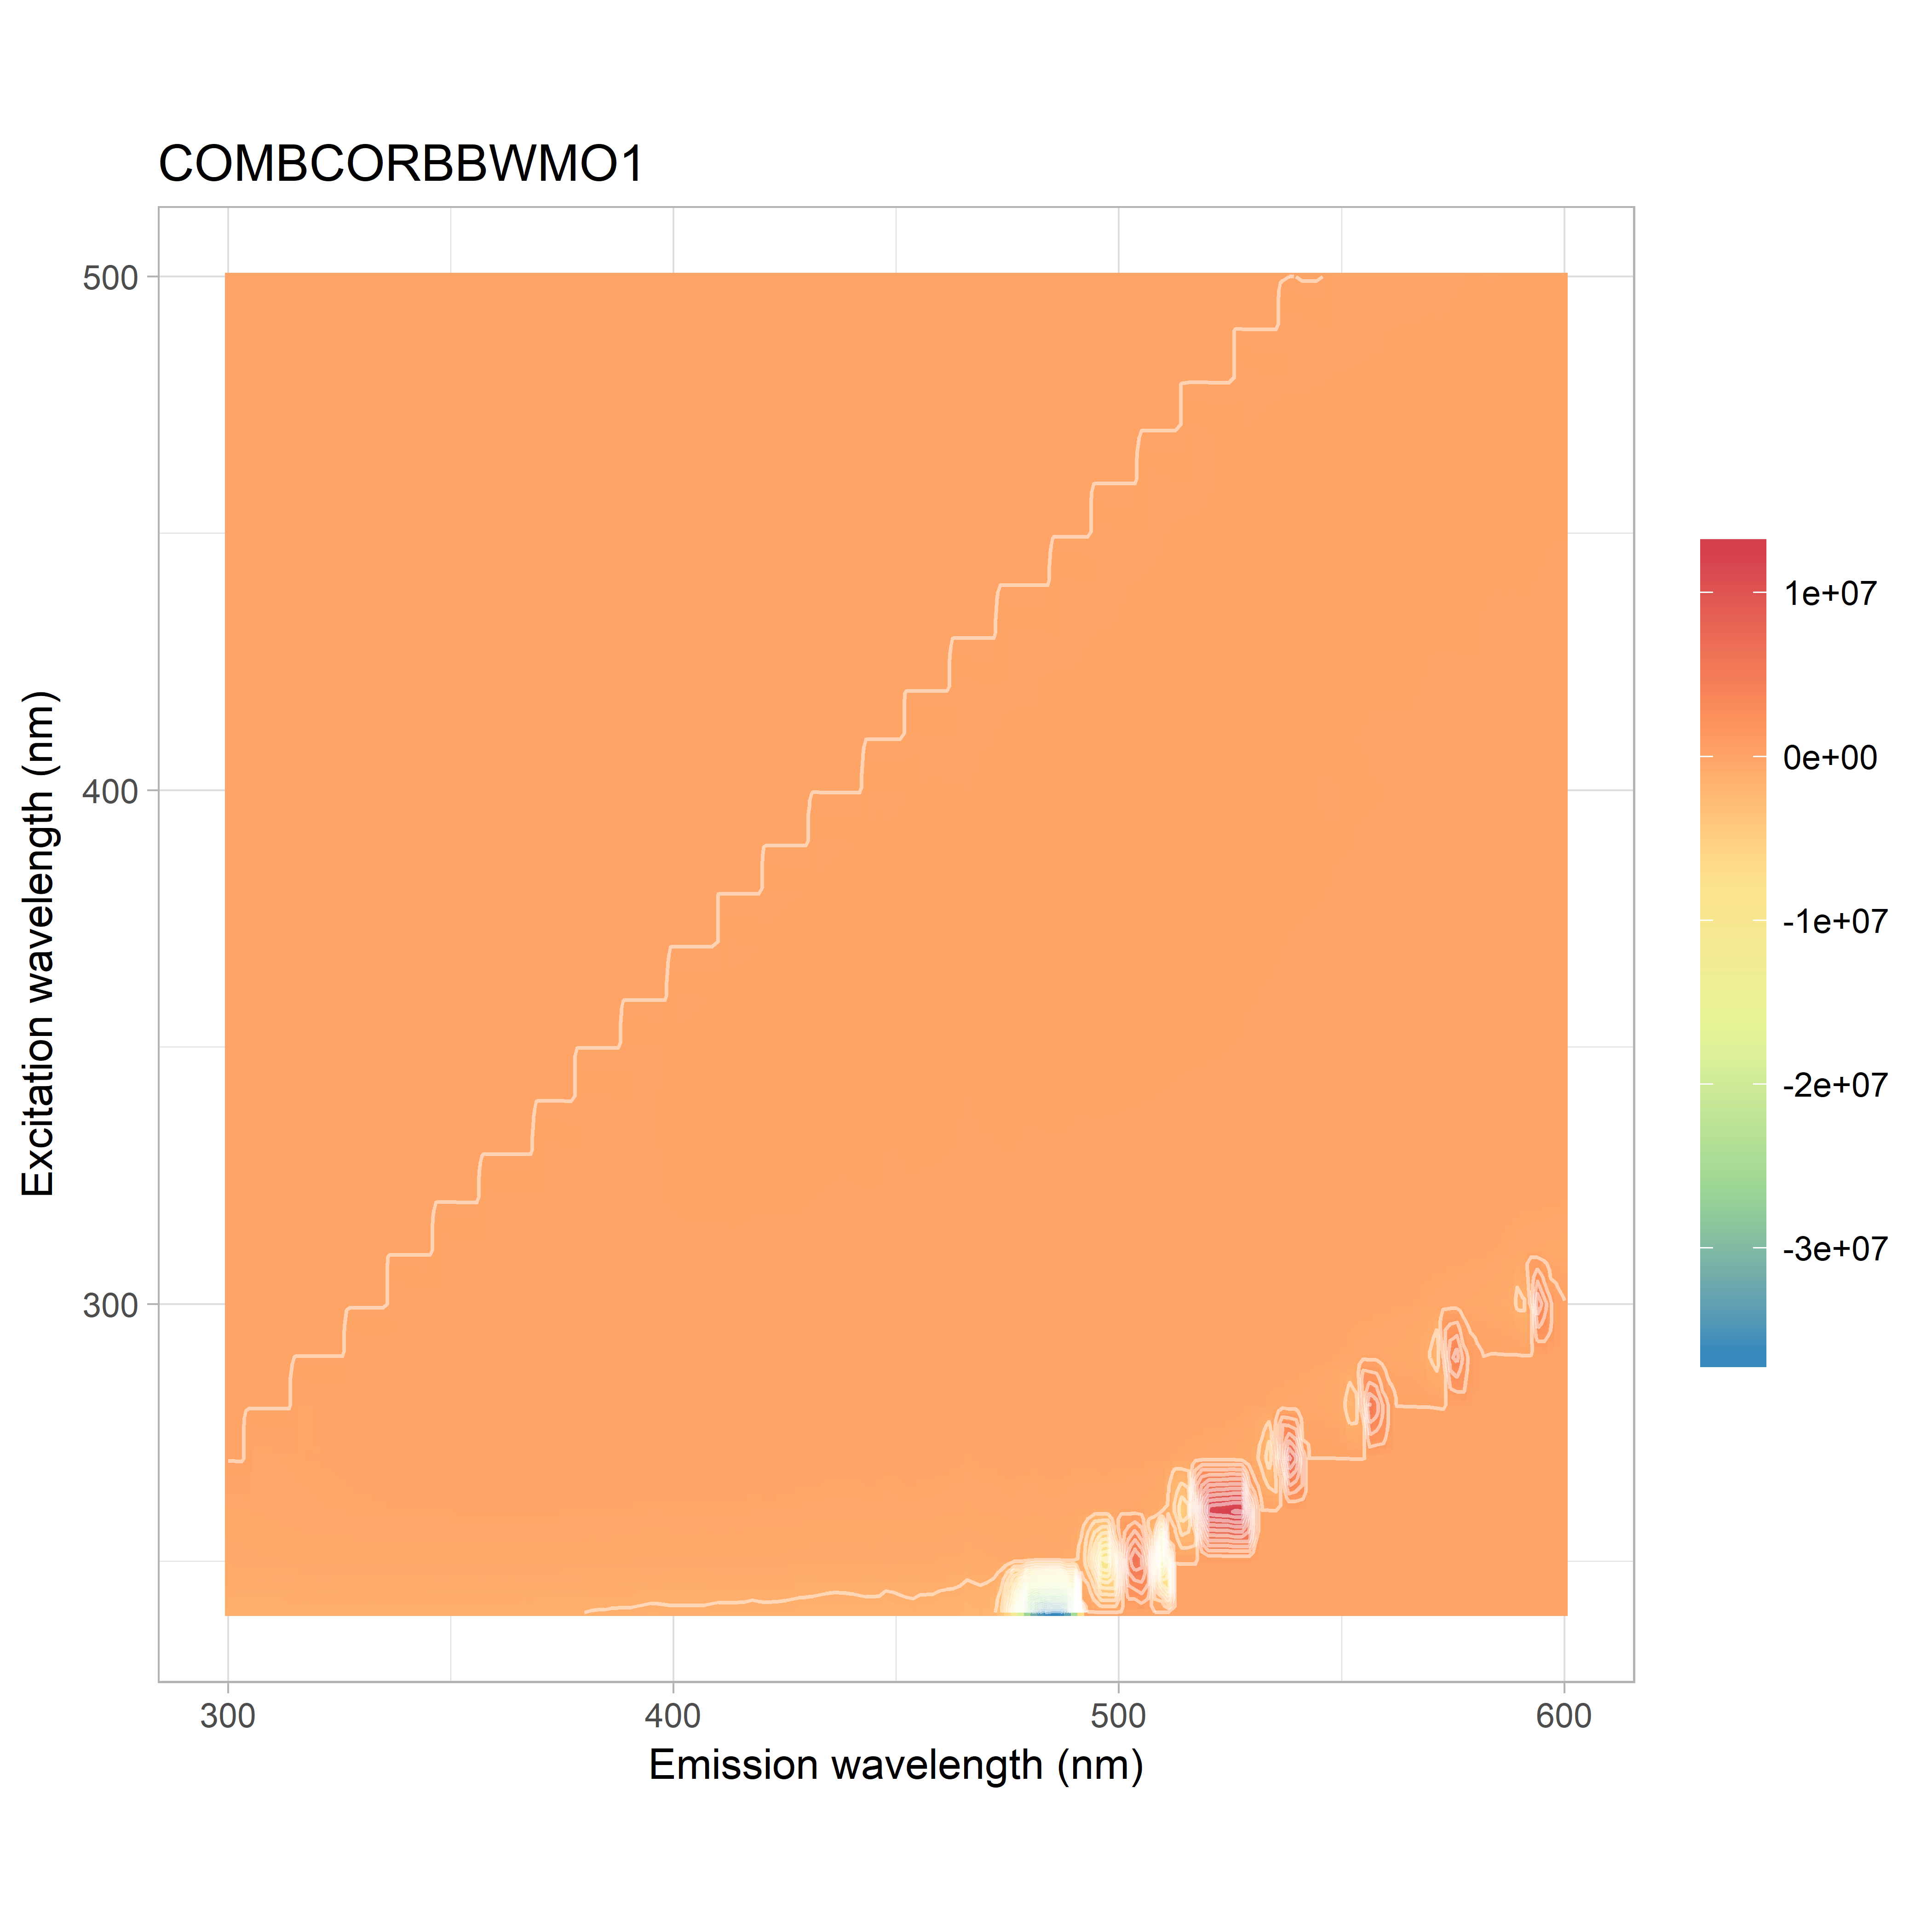 COMBCORBBWMO1
Excitation wavelength (nm)
500
400
300
300 400 500 600
Emission wavelength (nm)
1e+07
0e+00
-1e+07
-2e+07
-3e+07